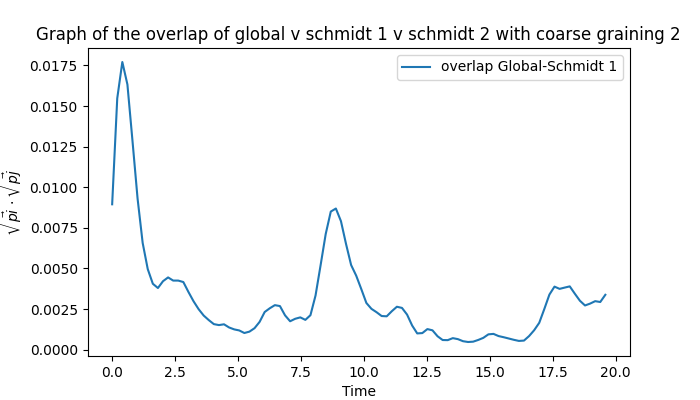 Graph of the overlap of global v schmidt 1 v schmidt 2 with coarse graining 2
overlap Global-Schmidt 1
0.0175
0.0150
0.0125
0.0100
0.0075
0.0050
0.0025
0.0000
√p⃗i · √p⃗j
0.0 2.5 5.0 7.5 10.0 12.5 15.0 17.5 20.0
Time